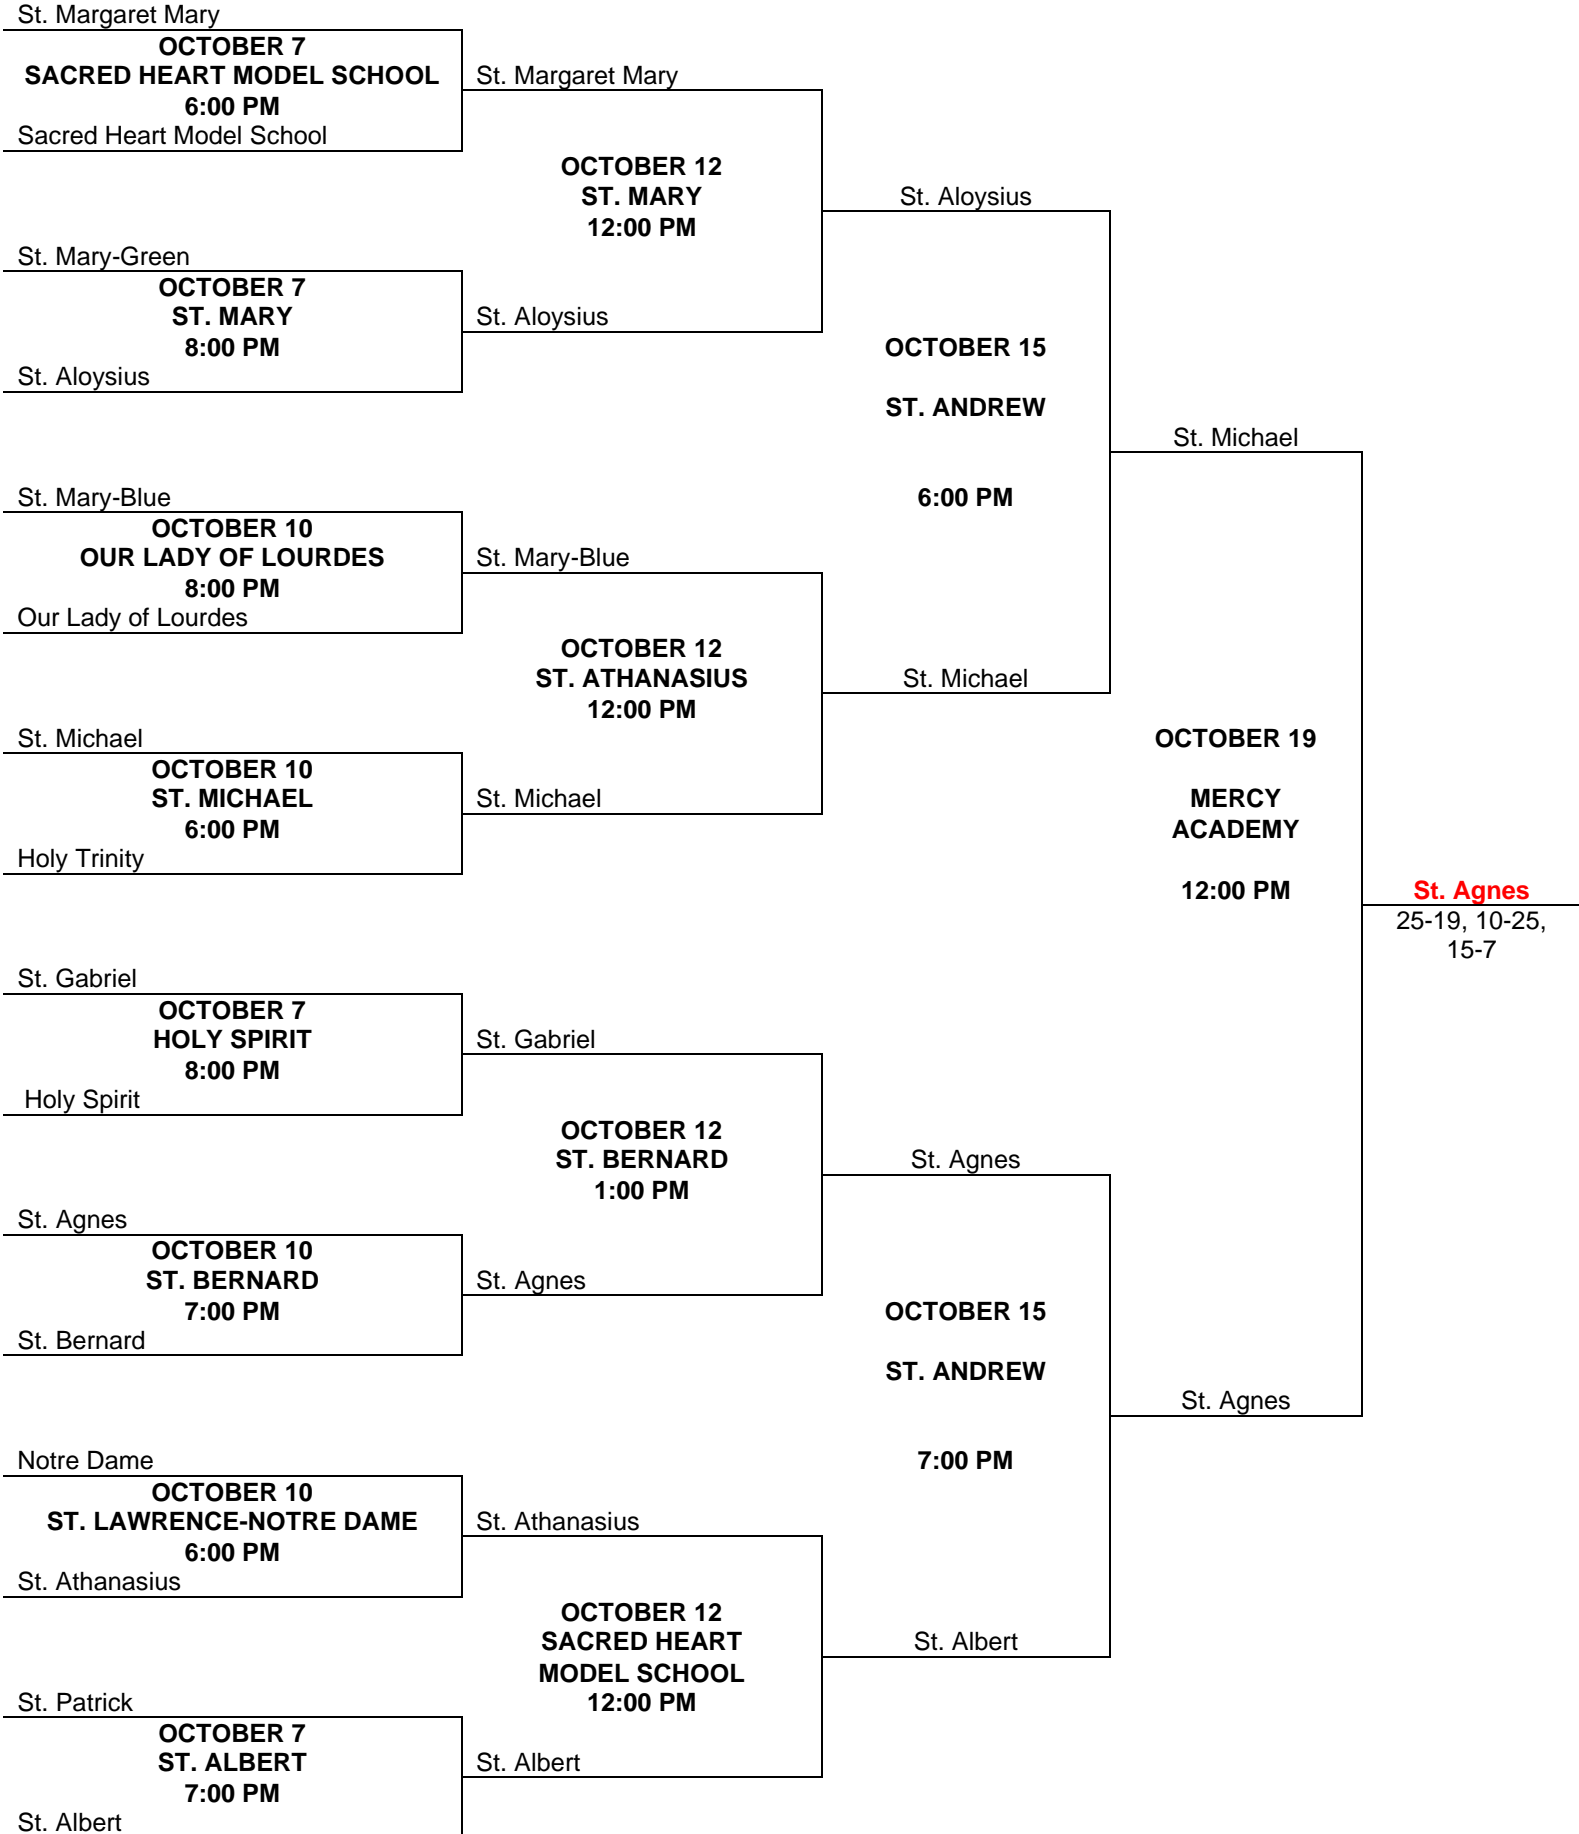 St. Margaret Mary
OCTOBER 7
SACRED HEART MODEL SCHOOL
6:00 PM
Sacred Heart Model School
St. Margaret Mary
OCTOBER 12
ST. MARY
12:00 PM
St. Aloysius
St. Mary-Green
OCTOBER 7
ST. MARY
8:00 PM
St. Aloysius
St. Aloysius
OCTOBER 15
ST. ANDREW
6:00 PM
St. Michael
St. Mary-Blue
OCTOBER 10
OUR LADY OF LOURDES
8:00 PM
Our Lady of Lourdes
St. Mary-Blue
OCTOBER 12
ST. ATHANASIUS
12:00 PM
St. Michael
St. Michael
OCTOBER 10
ST. MICHAEL
6:00 PM
Holy Trinity
St. Michael
OCTOBER 19
MERCY
ACADEMY
12:00 PM
St. Agnes
25-19, 10-25,
15-7
St. Gabriel
OCTOBER 7
HOLY SPIRIT
8:00 PM
Holy Spirit
St. Gabriel
OCTOBER 12
ST. BERNARD
1:00 PM
St. Agnes
St. Agnes
OCTOBER 10
ST. BERNARD
7:00 PM
St. Bernard
St. Agnes
OCTOBER 15
ST. ANDREW
7:00 PM
St. Agnes
Notre Dame
OCTOBER 10
ST. LAWRENCE-NOTRE DAME
6:00 PM
St. Athanasius
St. Athanasius
OCTOBER 12
SACRED HEART
MODEL SCHOOL
12:00 PM
St. Albert
St. Patrick
OCTOBER 7
ST. ALBERT
7:00 PM
St. Albert
St. Albert